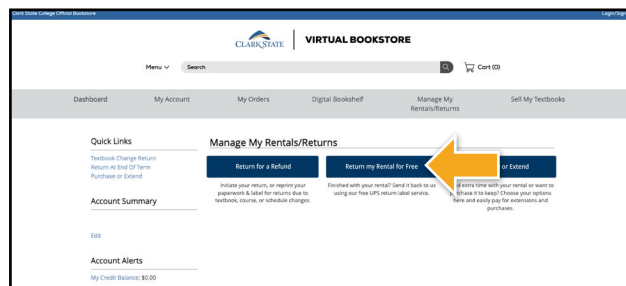 Clark State College Official Bookstore
Login/Sign
CLARK STATE
VIRTUAL BOOKSTORE
Menu
Search
Cart (0)
Dashboard
My Account
My Orders
Digital Bookshelf
Manage My
Rentals/Returns
Sell My Textbooks
Quick Links
Textbook Change Return
Return At End Of Term
Purchase or Extend
Account Summary
Edit
Account Alerts
My Credit Balance: $0.00
Manage My Rentals/Returns
Return for a Refund
Initiate your return, or reprint your
paperwork & label for returns due to
textbook, course, or schedule changes.
Return my Rental for Free
Finished with your rental? Send it back to us
using our free UPS return label service.
or Extend
extra time with your rental or want to
purchase it to keep? Choose your options
here and easily pay for extensions and
purchases.